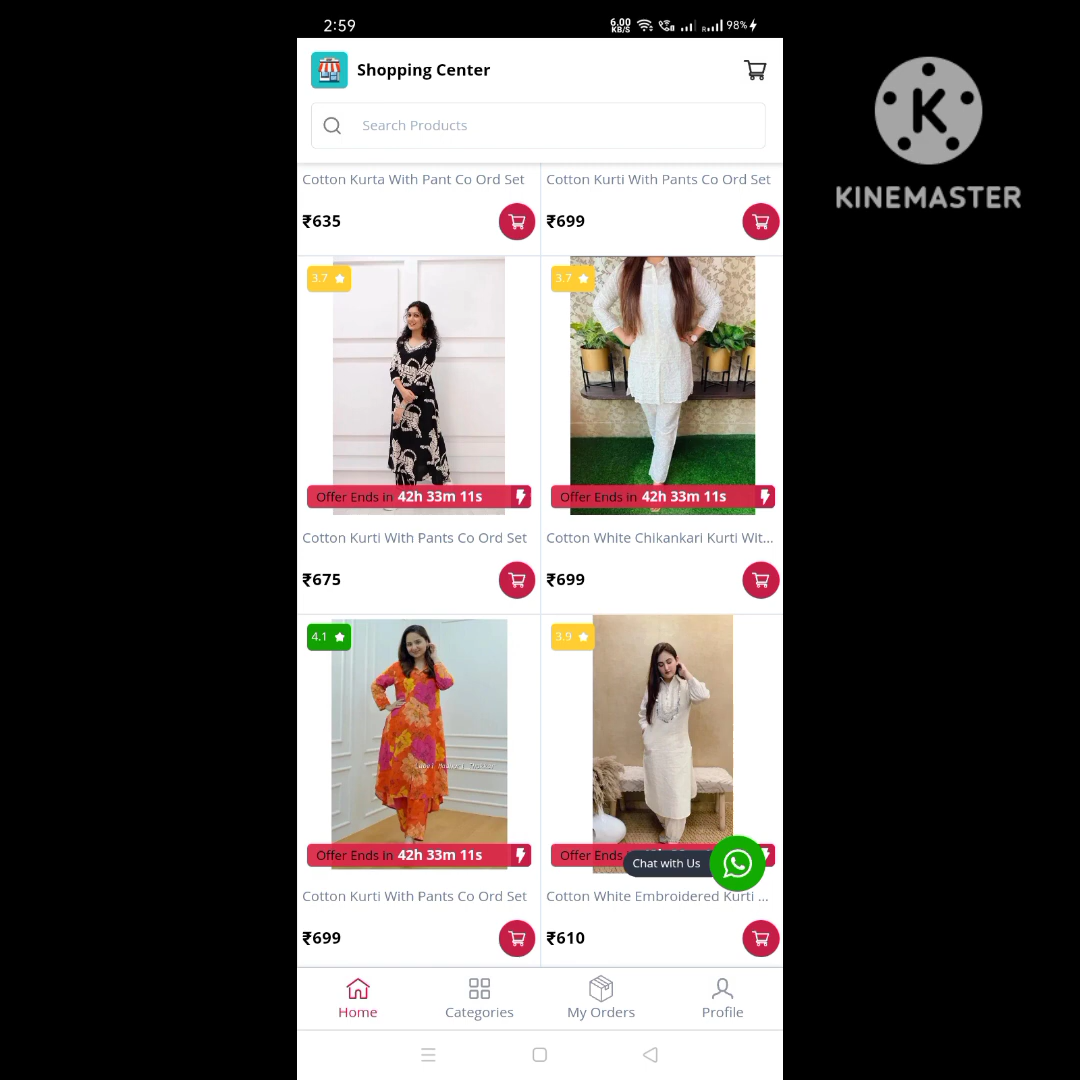 2:59
6.00
KB/S
98%
Shopping Center
Search Products
KINEMASTER
Cotton Kurta With Pant Co Ord Set
Cotton Kurti With Pants Co Ord Set
₹635
₹699
3.7
3.7
Offer Ends in 42h 33m 11s
Offer Ends in 42h 33m 11s
Cotton Kurti With Pants Co Ord Set
Cotton White Chikankari Kurti Wit...
₹675
₹699
4.1
3.9
Offer Ends in 42h 33m 11s
Offer Ends
Chat with Us
Cotton Kurti With Pants Co Ord Set
Cotton White Embroidered Kurti ...
₹699
₹610
Home
Categories
My Orders
Profile